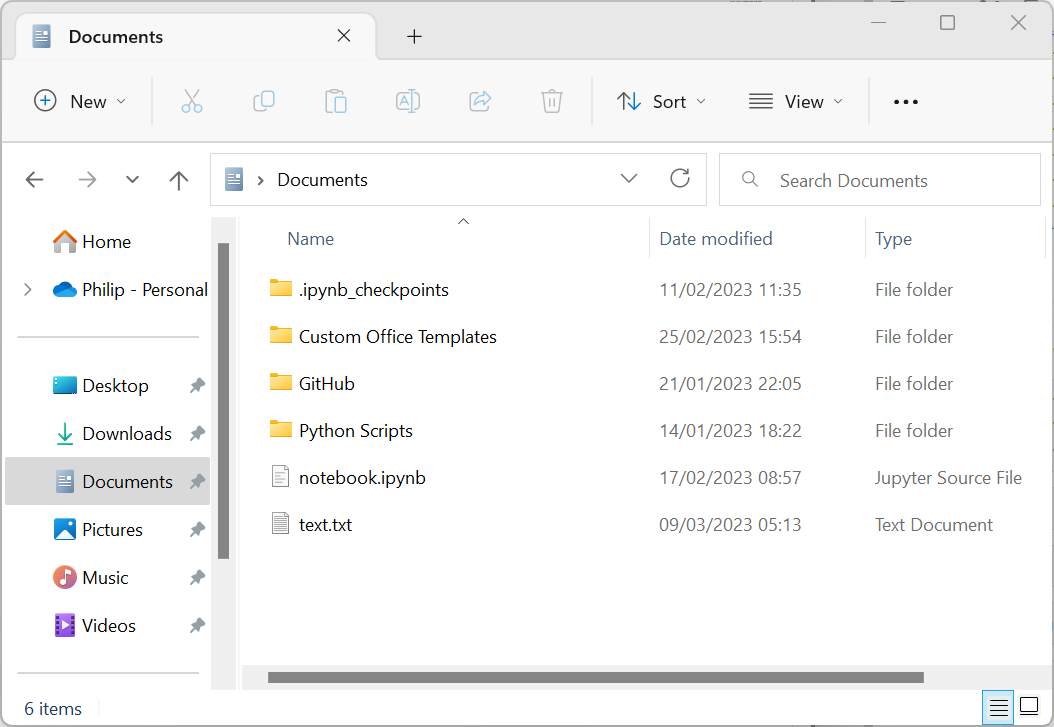 Documents
New
Sort
View
Documents
Search Documents
Home
Philip - Personal
Desktop
Downloads
Documents
Pictures
Music
Videos
Name Date modified Type
.ipynb_checkpoints 11/02/2023 11:35 File folder
Custom Office Templates 25/02/2023 15:54 File folder
GitHub 21/01/2023 22:05 File folder
Python Scripts 14/01/2023 18:22 File folder
notebook.ipynb 17/02/2023 08:57 Jupyter Source File
text.txt 09/03/2023 05:13 Text Document
6 items